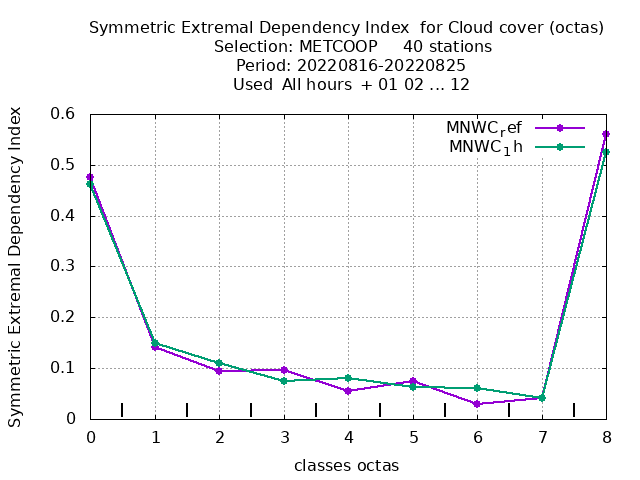 Symmetric Extremal Dependency Index for Cloud cover (octas)
Selection: METCOOP 40 stations
Period: 20220816-20220825
Used All hours + 01 02 ... 12
Symmetric Extremal Dependency Index
0.6
0.5
0.4
0.3
0.2
0.1
0
MNWCref
MNWC1h
0 1 2 3 4 5 6 7 8
classes octas